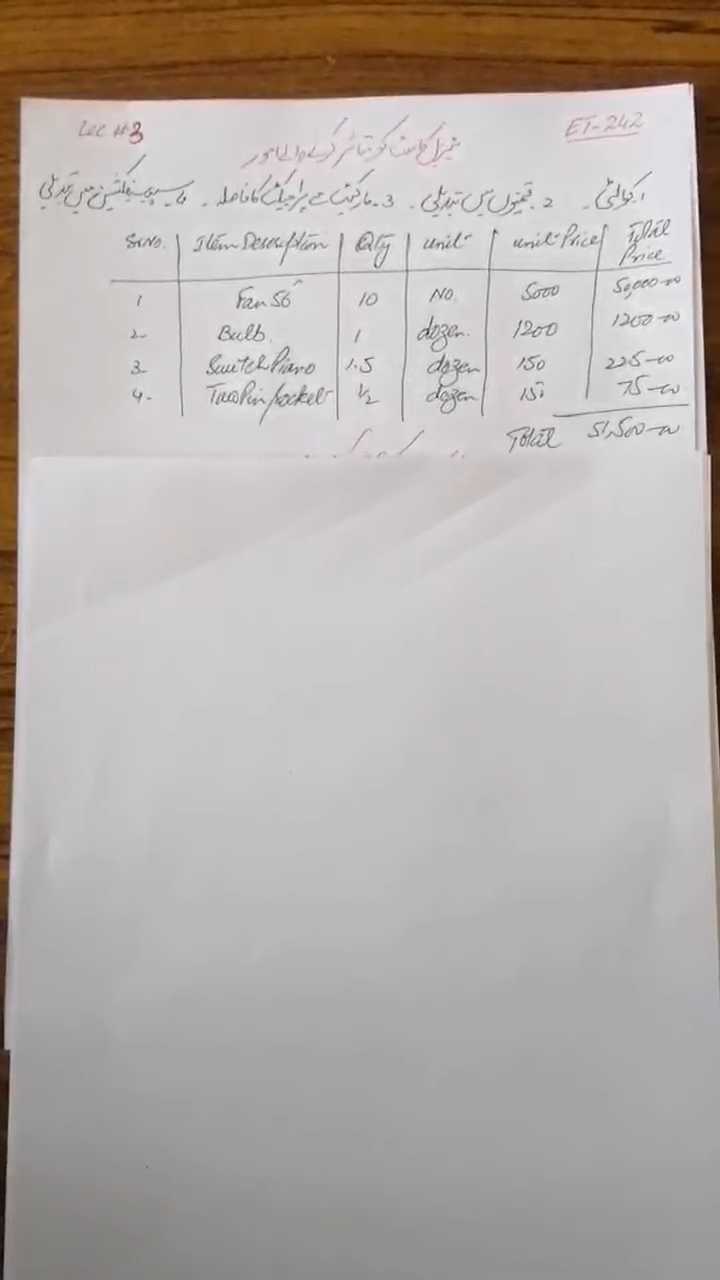 Lec #3
ET-242
مٹیریل کاسٹ کو متاثر کرنے والے امور
1۔ کوالٹی ۔ 2۔ قیمتوں میں تبدیلی ۔ 3۔ مارکیٹ سے پراجیکٹ کا فاصلہ ۔ 4۔ سپیسیفکیشن میں تبدیلی
Sr.No. Item Description Qty unit unit Price Total Price
1 Fan 56" 10 No. 5000 50,000-00
2- Bulb 1 dozen. 1200 1200-00
3- Switch Piano 1.5 dozen 150 225-00
4- Two Pin Socket 1/2 dozen 150 75-00
Total 51,500-00